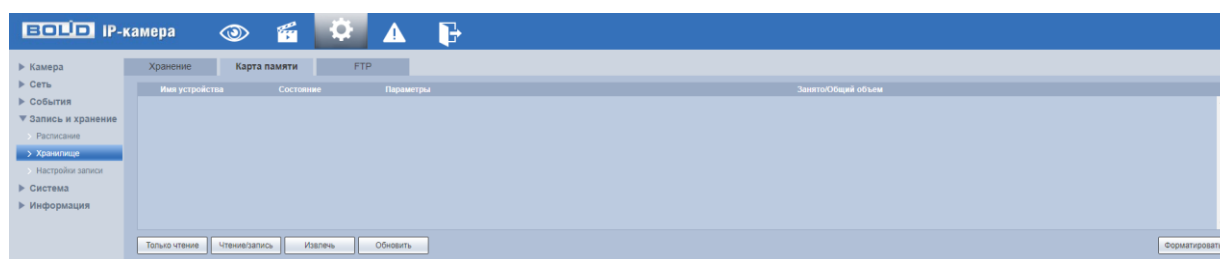 BOLID IP-камера
Камера
Сеть
События
Запись и хранение
Расписание
Хранилище
Настройки записи
Система
Информация
Хранение Карта памяти FTP
Имя устройства Состояние Параметры Занято/Общий объем
Только чтение Чтение/запись Извлечь Обновить Форматироват